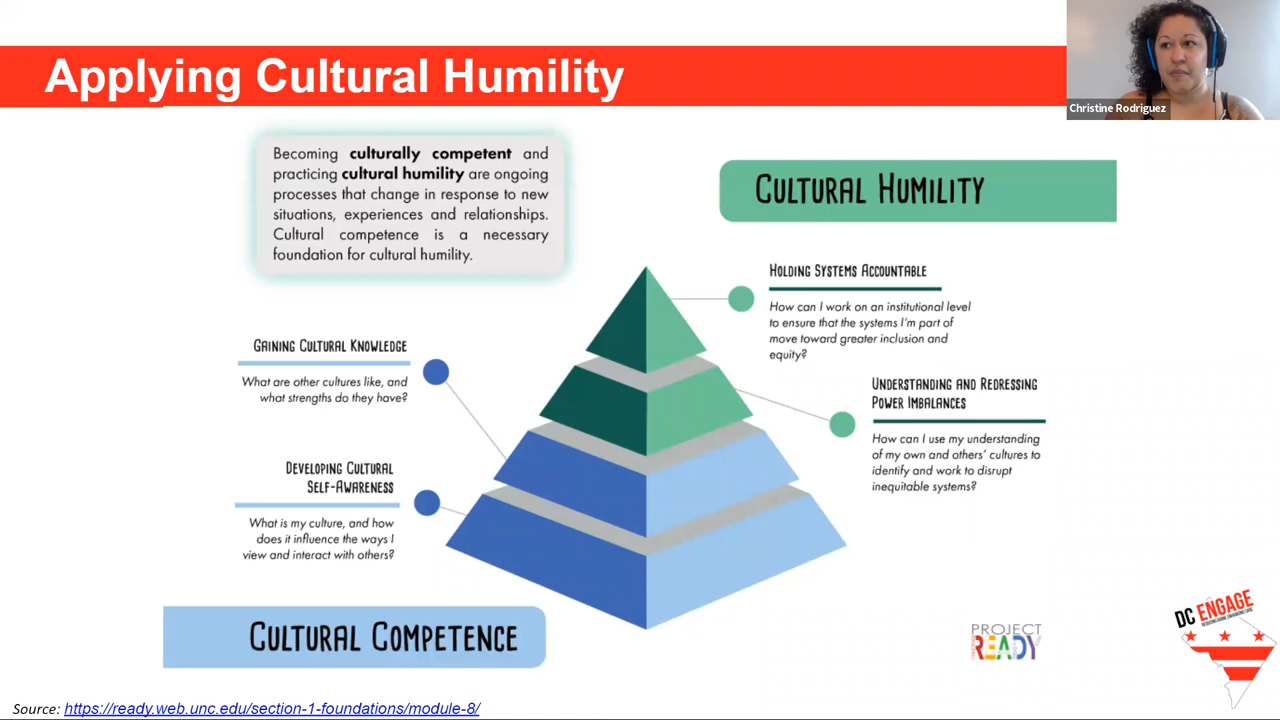 Applying Cultural Humility
Christine Rodriguez
Becoming culturally competent and
practicing cultural humility are ongoing
processes that change in response to new
situations, experiences and relationships.
Cultural competence is a necessary
foundation for cultural humility.
CULTURAL HUMILITY
HOLDING SYSTEMS ACCOUNTABLE
How can I work on an institutional level
to ensure that the systems I'm part of
move toward greater inclusion and
equity?
GAINING CULTURAL KNOWLEDGE
What are other cultures like, and
what strengths do they have?
UNDERSTANDING AND REDRESSING
POWER IMBALANCES
How can I use my understanding
of my own and others' cultures to
identify and work to disrupt
inequitable systems?
DEVELOPING CULTURAL
SELF-AWARENESS
What is my culture, and how
does it influence the ways I
view and interact with others?
CULTURAL COMPETENCE
PROJECT
READY
DC ENGAGE
Source: https://ready.web.unc.edu/section-1-foundations/module-8/